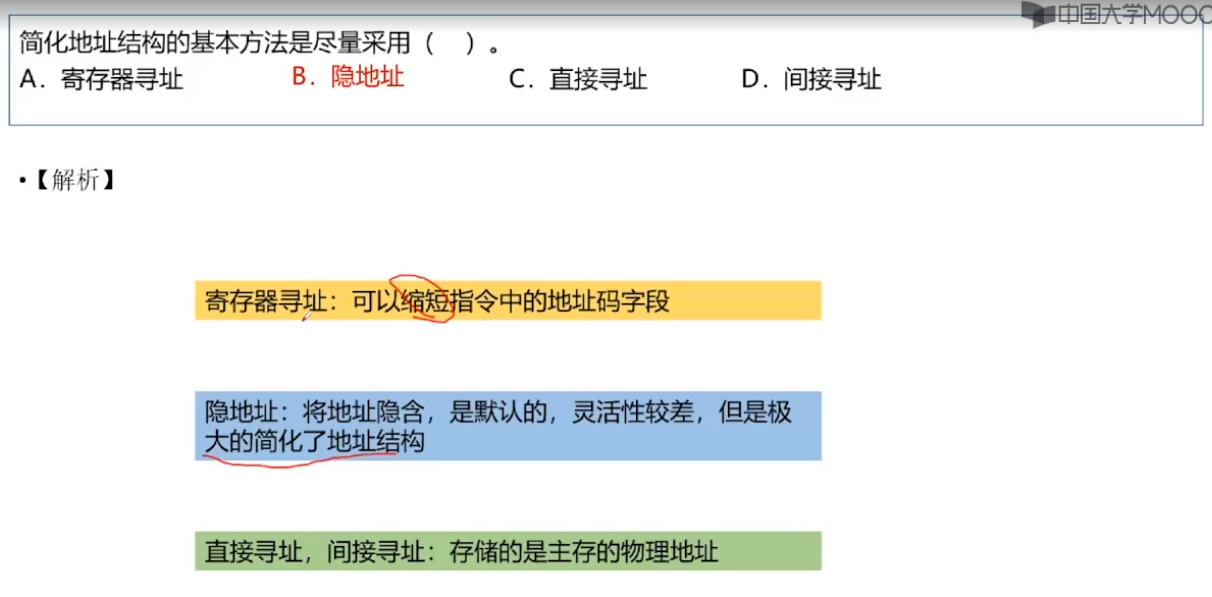 中国大学MOOC
简化地址结构的基本方法是尽量采用（ ）。
A．寄存器寻址 B．隐地址 C．直接寻址 D．间接寻址
•【解析】
寄存器寻址：可以缩短指令中的地址码字段
隐地址：将地址隐含，是默认的，灵活性较差，但是极
大的简化了地址结构
直接寻址，间接寻址：存储的是主存的物理地址